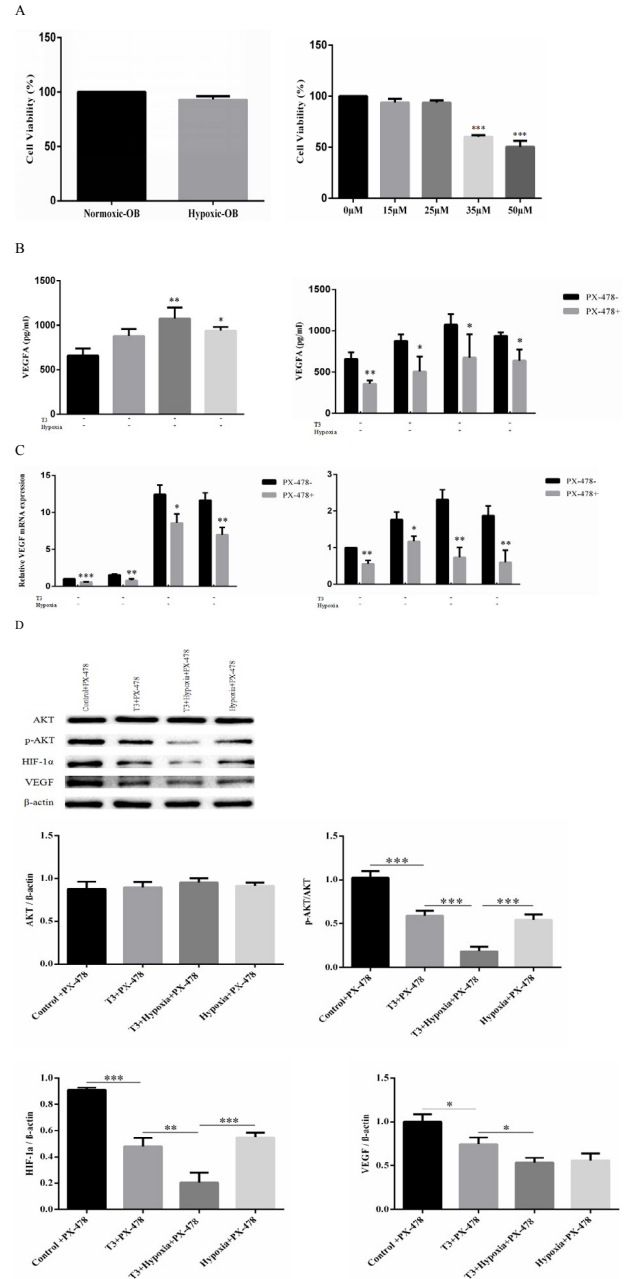 A
Cell Viability (%)
150
100
50
0
Normoxic-OB
Hypoxic-OB
Cell Viability (%)
150
100
50
0
***
***
0µM
15µM
25µM
35µM
50µM
B
VEGFA (pg/ml)
1500
1000
500
0
**
*
T3 - - - -
Hypoxia - - - -
VEGFA (pg/ml)
1500
1000
500
0
PX-478-
PX-478+
**
*
*
*
T3 - - - -
Hypoxia - - - -
C
Relative VEGF mRNA expression
15
10
5
0
PX-478-
PX-478+
***
**
*
**
T3 - - - -
Hypoxia - - - -
3
2
1
0
PX-478-
PX-478+
**
*
**
**
T3 - - - -
Hypoxia - - - -
D
Control+PX-478
T3+PX-478
T3+Hypoxia+PX-478
Hypoxia+PX-478
AKT
p-AKT
HIF-1α
VEGF
β-actin
AKT / ß-actin
1.5
1.0
0.5
0.0
Control +PX-478
T3+PX-478
T3+Hypoxia+PX-478
Hypoxia+PX-478
p-AKT/AKT
1.5
1.0
0.5
0.0
***
***
***
Control+PX-478
T3+PX-478
T3+Hypoxia+PX-478
Hypoxia+PX-478
HIF-1a / ß-actin
1.0
0.8
0.6
0.4
0.2
0.0
***
**
***
Control +PX-478
T3+PX-478
T3+Hypoxia+PX-478
Hypoxia+PX-478
VEGF / ß-actin
1.5
1.0
0.5
0.0
*
*
Control +PX-478
T3+PX-478
T3+Hypoxia+PX-478
Hypoxia+PX-478